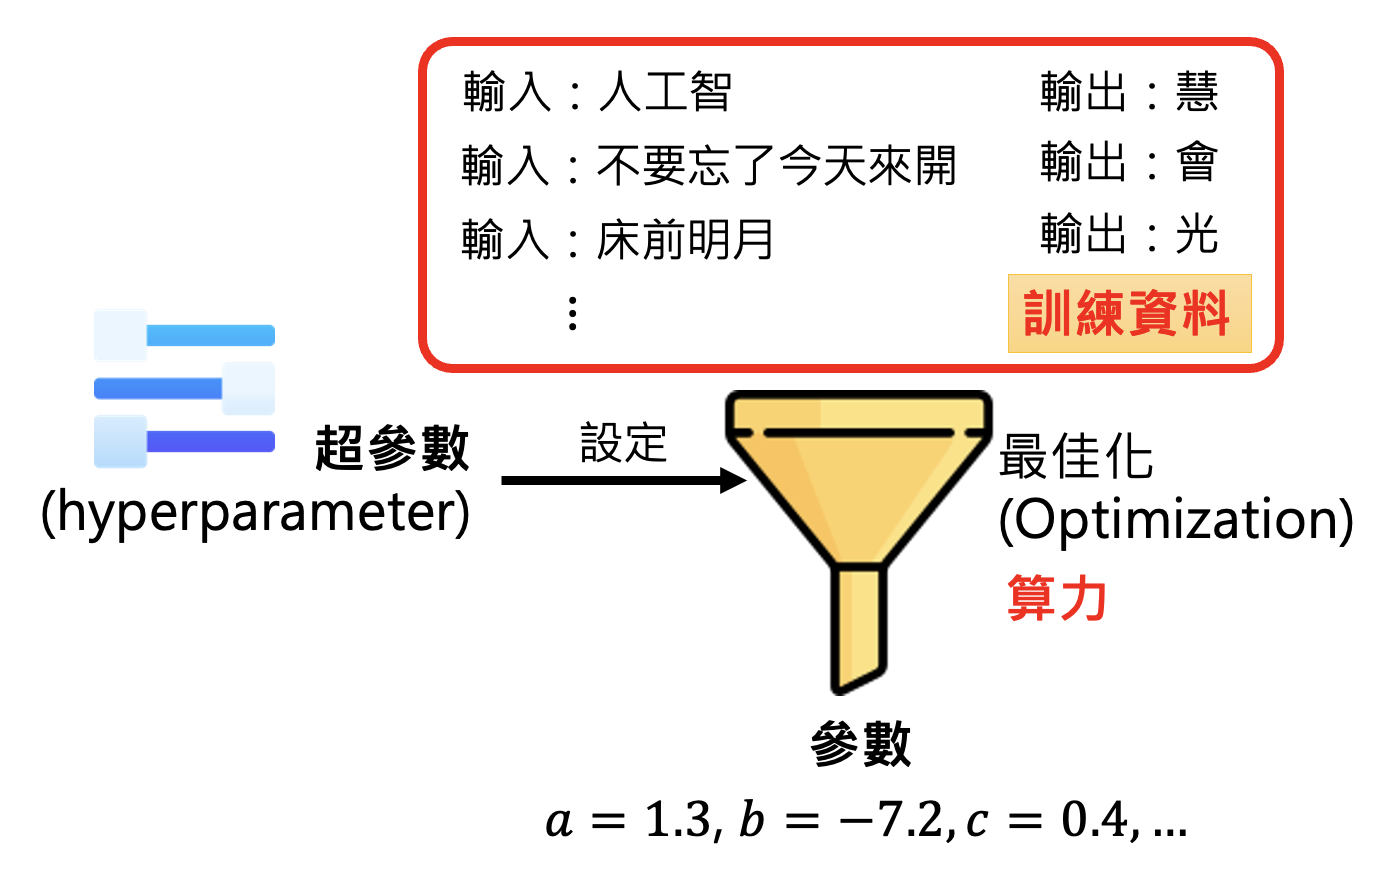 輸入：人工智 輸出：慧
輸入：不要忘了今天來開 輸出：會
輸入：床前明月 輸出：光
⋮
訓練資料
超參數
(hyperparameter)
設定
最佳化
(Optimization)
算力
參數
a = 1.3, b = −7.2, c = 0.4, ...